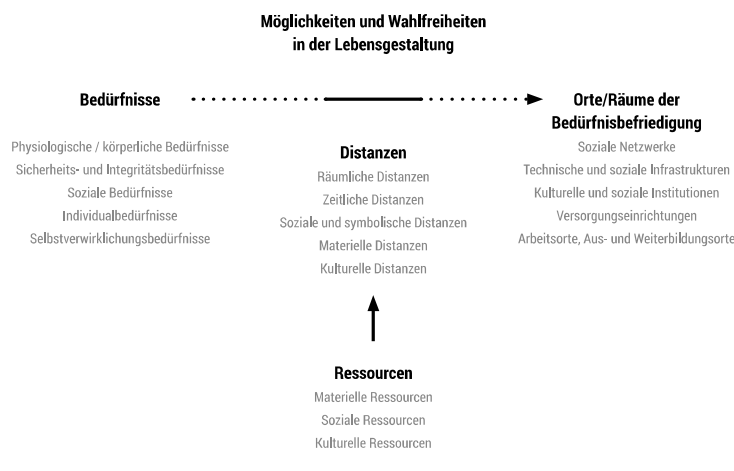 Möglichkeiten und Wahlfreiheiten
in der Lebensgestaltung
Bedürfnisse
Physiologische / körperliche Bedürfnisse
Sicherheits- und Integritätsbedürfnisse
Soziale Bedürfnisse
Individualbedürfnisse
Selbstverwirklichungsbedürfnisse
Distanzen
Räumliche Distanzen
Zeitliche Distanzen
Soziale und symbolische Distanzen
Materielle Distanzen
Kulturelle Distanzen
Orte/Räume der
Bedürfnisbefriedigung
Soziale Netzwerke
Technische und soziale Infrastrukturen
Kulturelle und soziale Institutionen
Versorgungseinrichtungen
Arbeitsorte, Aus- und Weiterbildungsorte
Ressourcen
Materielle Ressourcen
Soziale Ressourcen
Kulturelle Ressourcen